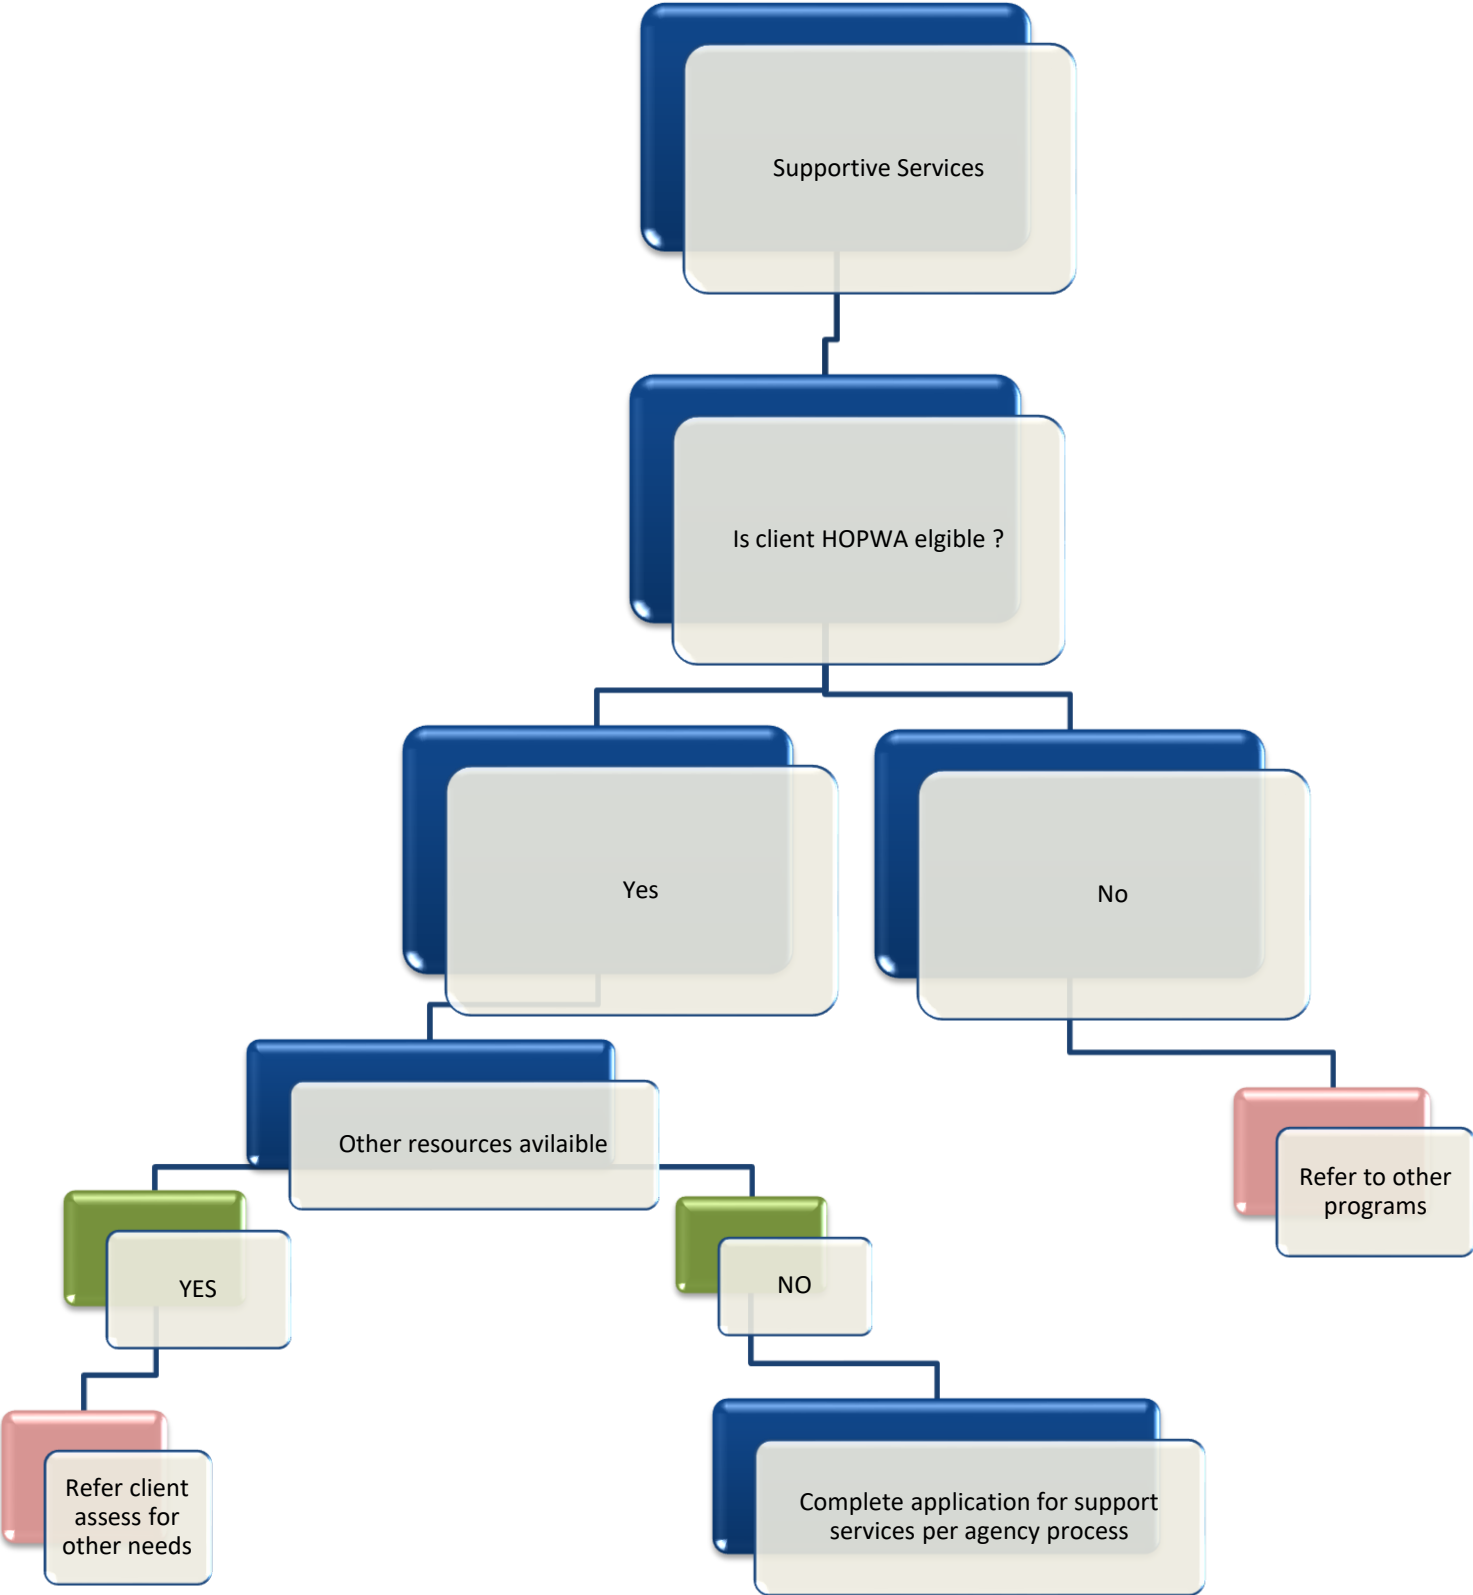 Supportive Services
Is client HOPWA elgible ?
Yes
No
Other resources avilaible
Refer to other
programs
YES
NO
Refer client
assess for
other needs
Complete application for support
services per agency process